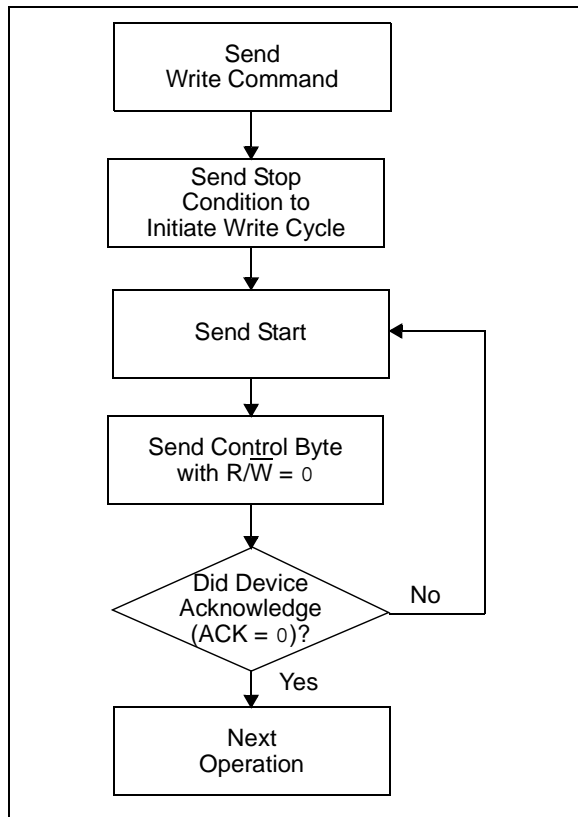 Send
Write Command
Send Stop
Condition to
Initiate Write Cycle
Send Start
Send Control Byte
with R/W̅ = 0
Did Device
Acknowledge
(ACK = 0)?
No
Yes
Next
Operation